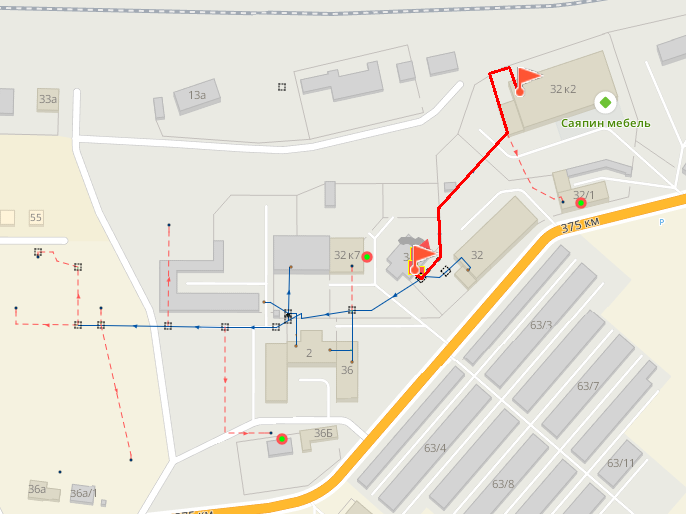 32 к2
33а
13а
Саяпин мебель
32/1
55
375 км
Р
32 к7
32
63/3
2
36
63/7
36Б
63/4
63/11
63/8
36а
36а/1